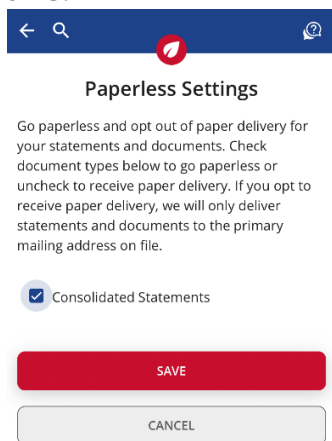 Paperless Settings
Go paperless and opt out of paper delivery for
your statements and documents. Check
document types below to go paperless or
uncheck to receive paper delivery. If you opt to
receive paper delivery, we will only deliver
statements and documents to the primary
mailing address on file.
Consolidated Statements
SAVE
CANCEL